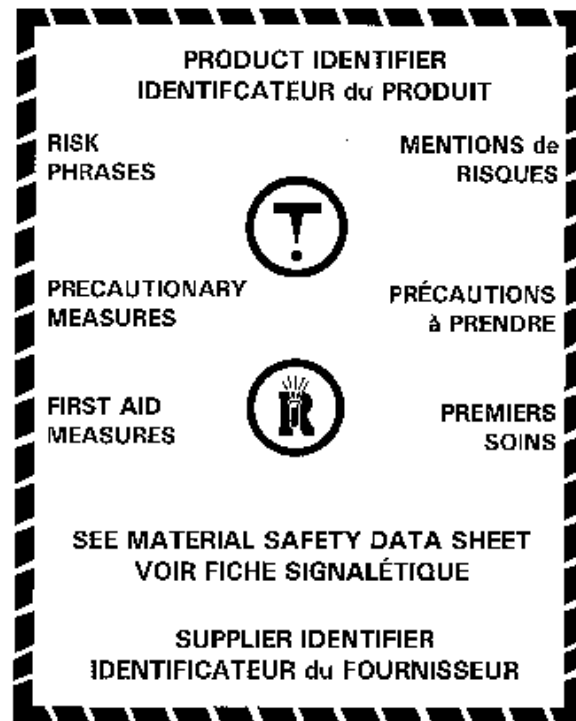 PRODUCT IDENTIFIER
IDENTIFCATEUR du PRODUIT
RISK
PHRASES
MENTIONS de
RISQUES
PRECAUTIONARY
MEASURES
PRÉCAUTIONS
à PRENDRE
FIRST AID
MEASURES
PREMIERS
SOINS
SEE MATERIAL SAFETY DATA SHEET
VOIR FICHE SIGNALÉTIQUE
SUPPLIER IDENTIFIER
IDENTIFICATEUR du FOURNISSEUR